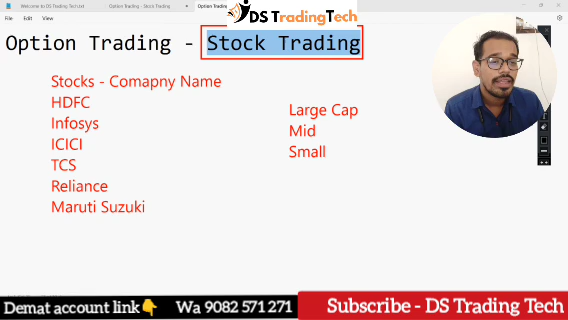 Welcome to DS Trading Tech.txt
Option Trading - Stock Trading
Option Trading
File
Edit
View
DS TradingTech
Option Trading - Stock Trading
Stocks - Comapny Name
HDFC
Infosys
ICICI
TCS
Reliance
Maruti Suzuki
Large Cap
Mid
Small
Demat account link👇 Wa 9082 571 271
Subscribe - DS Trading Tech